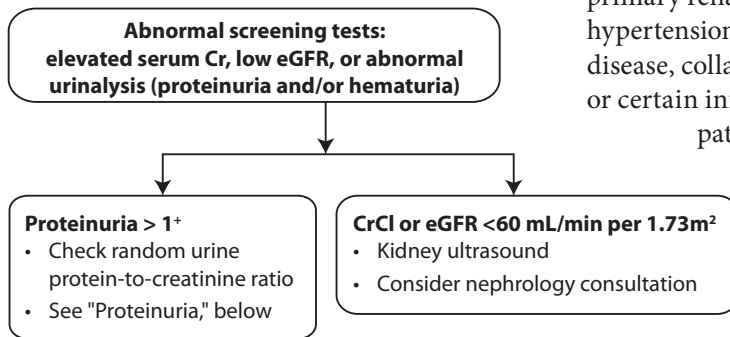 Abnormal screening tests:
elevated serum Cr, low eGFR, or abnormal
urinalysis (proteinuria and/or hematuria)
hypertension
disease, colla
or certain in
pat
Proteinuria > 1⁺
• Check random urine
protein-to-creatinine ratio
• See "Proteinuria," below
CrCl or eGFR <60 mL/min per 1.73m²
• Kidney ultrasound
• Consider nephrology consultation